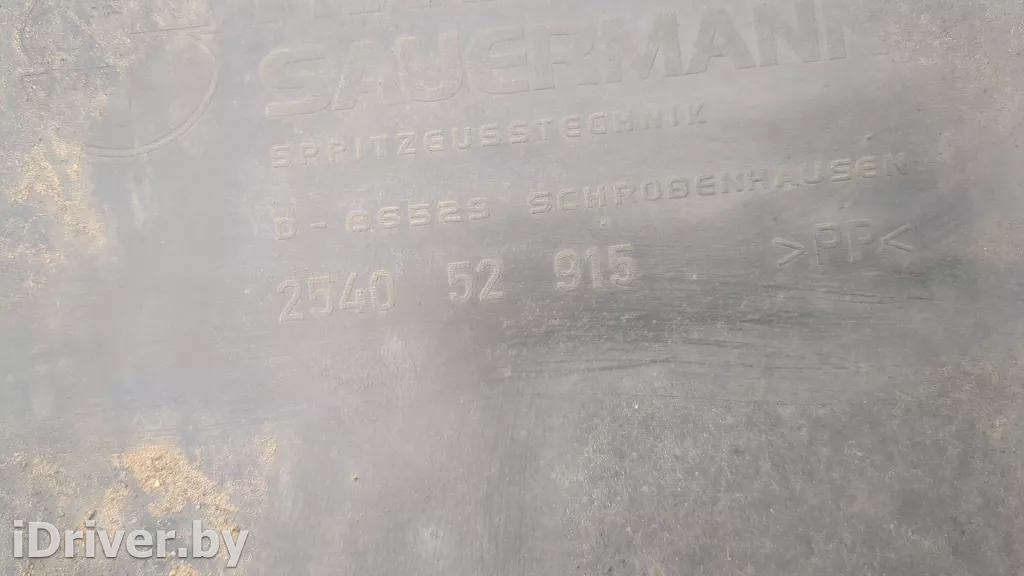 SAUERMANN
SPRITZGUSSTECHNIK
D - 86529 SCHROBENHAUSEN
2540 52 915 >PP<
iDriver.by